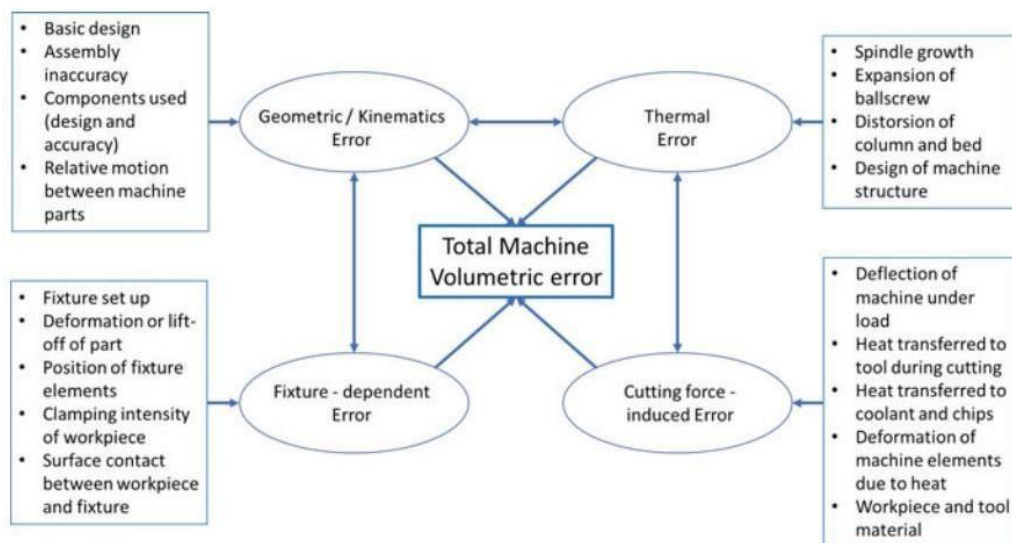 • Basic design
• Assembly
inaccuracy
• Components used
(design and
accuracy)
• Relative motion
between machine
parts
Geometric / Kinematics
Error
Thermal
Error
• Spindle growth
• Expansion of
ballscrew
• Distorsion of
column and bed
• Design of machine
structure
Total Machine
Volumetric error
• Fixture set up
• Deformation or lift-
off of part
• Position of fixture
elements
• Clamping intensity
of workpiece
• Surface contact
between workpiece
and fixture
Fixture - dependent
Error
Cutting force -
induced Error
• Deflection of
machine under
load
• Heat transferred to
tool during cutting
• Heat transferred to
coolant and chips
• Deformation of
machine elements
due to heat
• Workpiece and tool
material